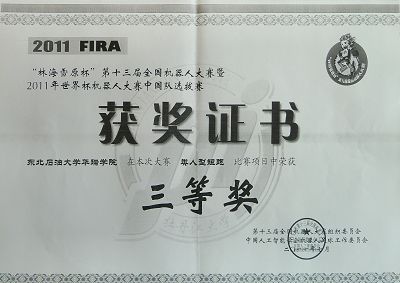 2011 FIRA
“林海雪原杯”第十三届全国机器人大赛暨
2011年世界杯机器人大赛中国队选拔赛
获奖证书
东北石油大学华瑞学院 在本次大赛 类人型短跑 比赛项目中荣获
三等奖
第十三届全国机器人大赛组织委员会
中国人工智能学会机器人足球工作委员会